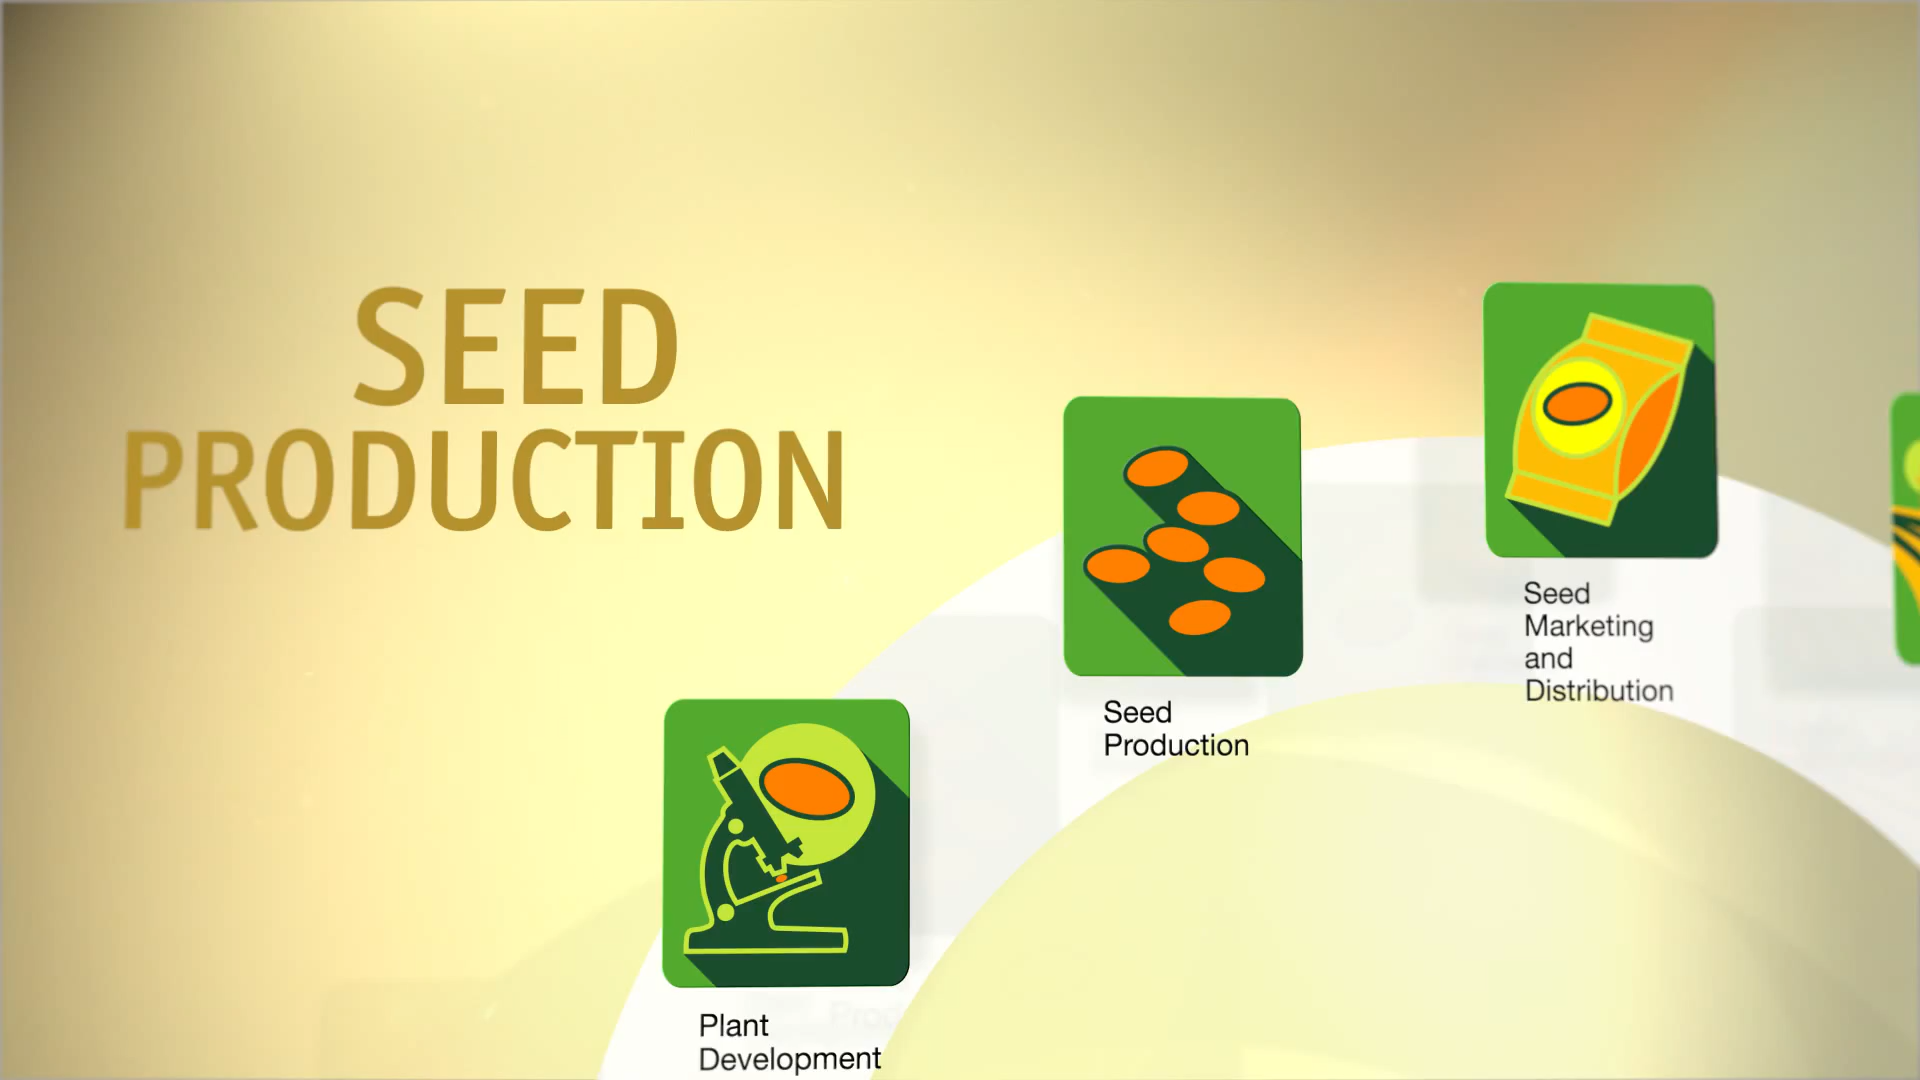 SEED
PRODUCTION
Seed
Marketing
and
Distribution
Seed
Production
Plant
Development